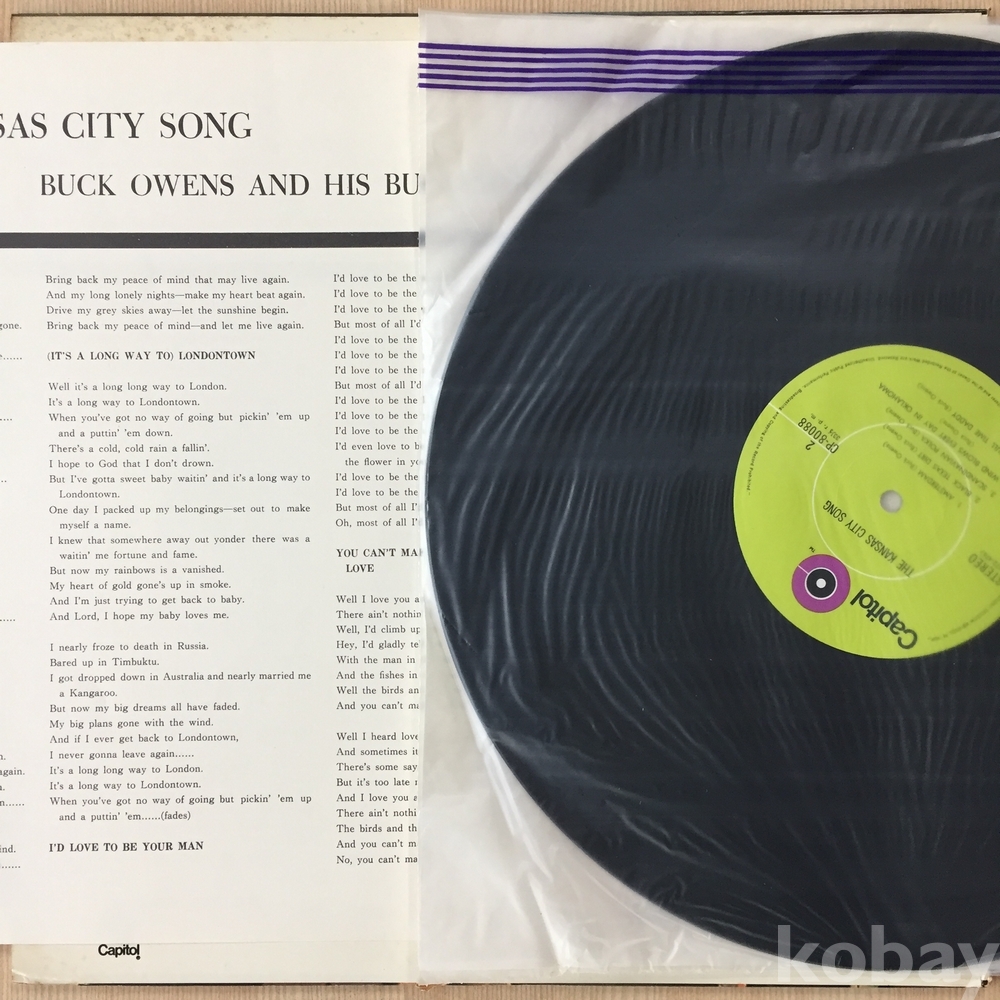 SAS CITY SONG
BUCK OWENS AND HIS BU
gone.
Bring back my peace of mind that may live again.
And my long lonely nights—make my heart beat again.
Drive my grey skies away—let the sunshine begin.
Bring back my peace of mind—and let me live again.
(IT'S A LONG WAY TO) LONDONTOWN
Well it's a long long way to London.
It's a long way to Londontown.
When you've got no way of going but pickin' 'em up
and a puttin' 'em down.
There's a cold, cold rain a fallin'.
I hope to God that I don't drown.
But I've gotta sweet baby waitin' and it's a long way to
Londontown.
One day I packed up my belongings—set out to make
myself a name.
I knew that somewhere away out yonder there was a
waitin' me fortune and fame.
But now my rainbows is a vanished.
My heart of gold gone's up in smoke.
And I'm just trying to get back to baby.
And Lord, I hope my baby loves me.
I nearly froze to death in Russia.
Bared up in Timbuktu.
I got dropped down in Australia and nearly married me
a Kangaroo.
But now my big dreams all have faded.
My big plans gone with the wind.
And if I ever get back to Londontown,
I never gonna leave again......
It's a long long way to London.
It's a long way to Londontown.
When you've got no way of going but pickin' 'em up
and a puttin' 'em......(fades)
I'D LOVE TO BE YOUR MAN
I'd love to be the
I'd love to be the
I'd love to be the
But most of all I'd
I'd love to be the
I'd love to be the
I'd love to be the
But most of all I'd
I'd love to be the
I'd love to be the
I'd love to be the
I'd even love to b
the flower in yo
I'd love to be the
I'd love to be the
But most of all I'
Oh, most of all I'
YOU CAN'T MA
LOVE
Well I love you a
There ain't nothin
Well, I'd climb up
Hey, I'd gladly te
With the man in
And the fishes in
Well the birds an
And you can't ma
Well I heard love
And sometimes it
There's some say
But it's too late
And I love you a
There ain't nothi
The birds and th
And you can't m
No, you can't ma
Capitol
2
CP-80088
THE KANSAS CITY SONG
AMSTERDAM
Capitol
kobay